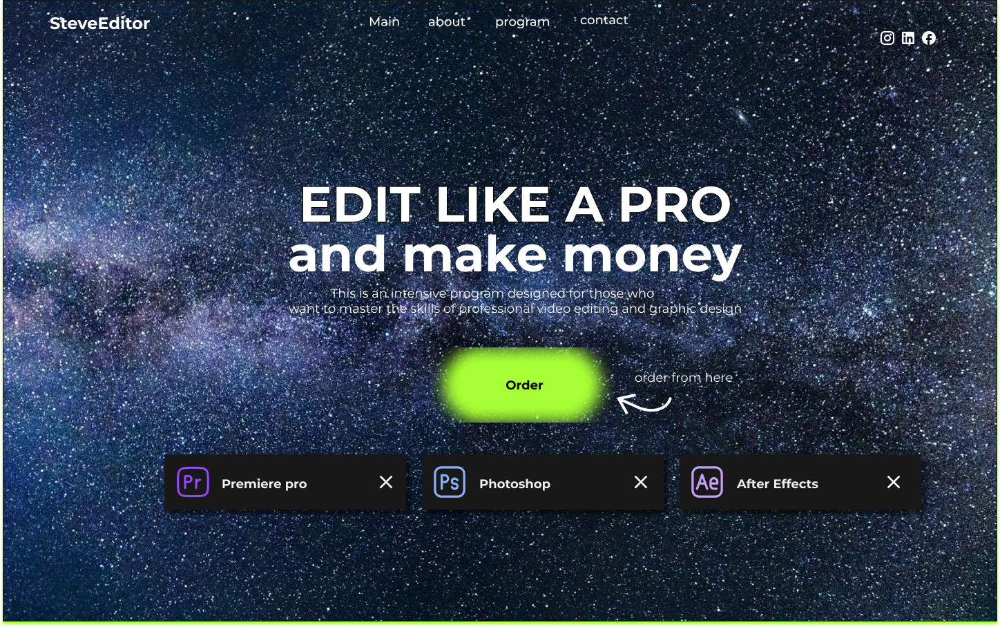 SteveEditor
Main about program contact
EDIT LIKE A PRO
and make money
This is an intensive program designed for those who
want to master the skills of professional video editing and graphic design
Order
order from here
Pr Premiere pro
Ps Photoshop
Ae After Effects